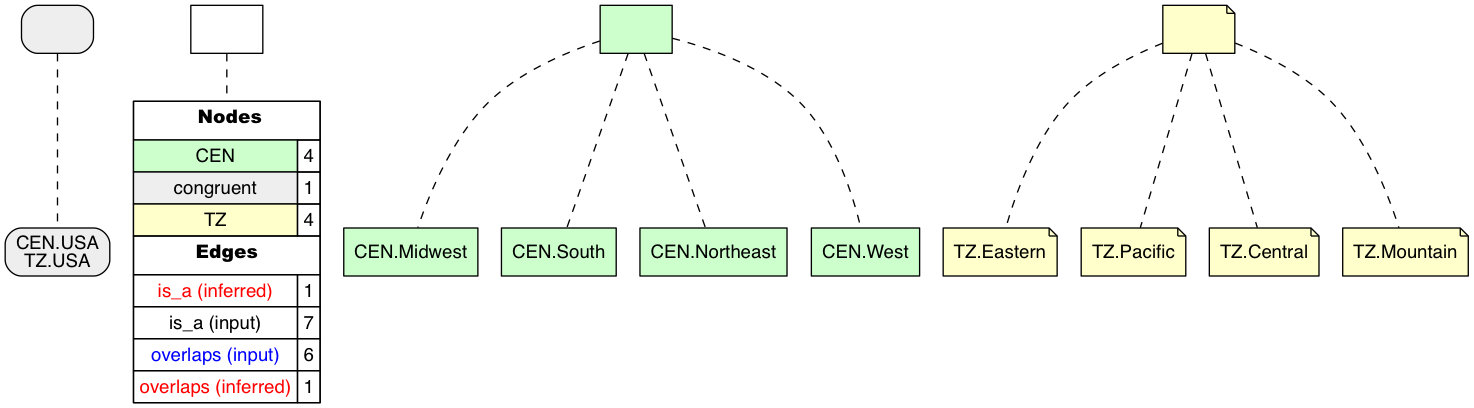 CEN.USA
TZ.USA
Nodes
CEN 4
congruent 1
TZ 4
Edges
is_a (inferred) 1
is_a (input) 7
overlaps (input) 6
overlaps (inferred) 1
CEN.Midwest
CEN.South
CEN.Northeast
CEN.West
TZ.Eastern
TZ.Pacific
TZ.Central
TZ.Mountain